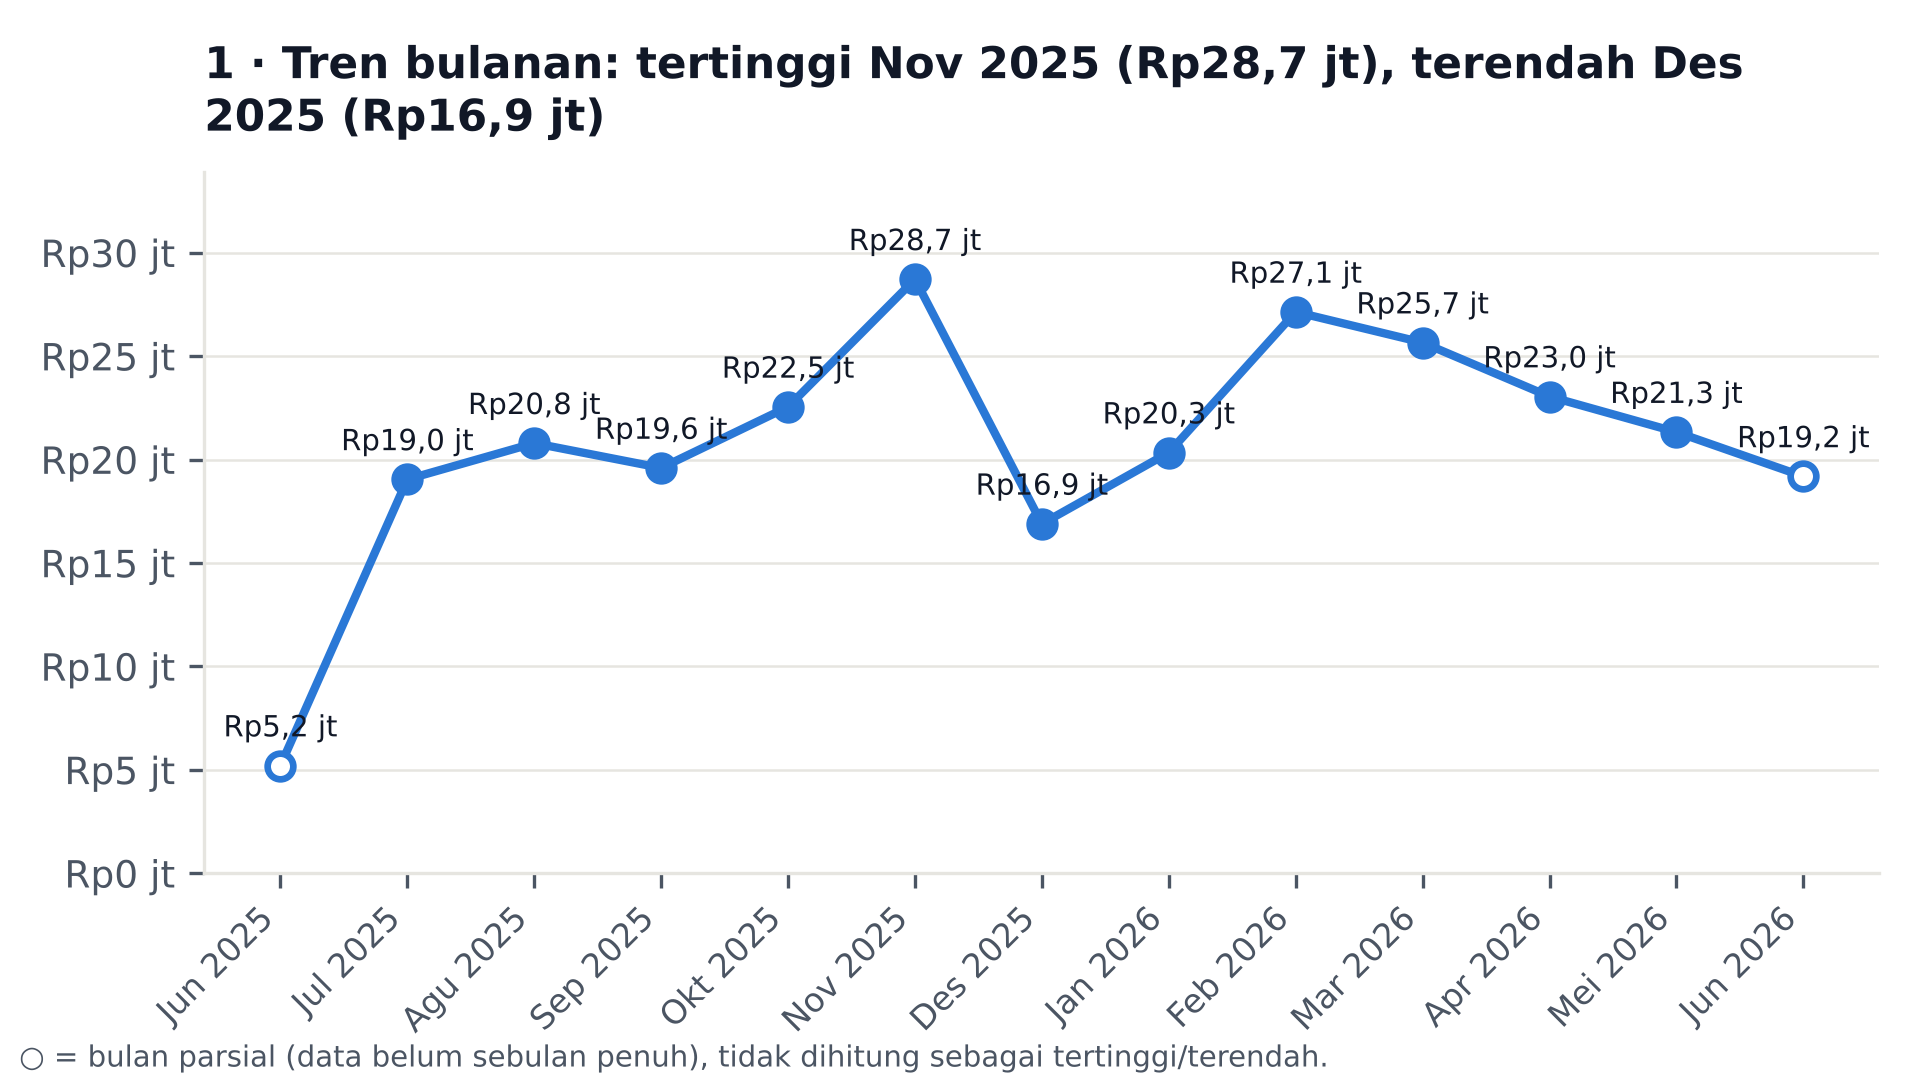 1 · Tren bulanan: tertinggi Nov 2025 (Rp28,7 jt), terendah Des
2025 (Rp16,9 jt)
Rp30 jt
Rp25 jt
Rp20 jt
Rp15 jt
Rp10 jt
Rp5 jt
Rp0 jt
Rp5,2 jt
Rp19,0 jt
Rp20,8 jt
Rp19,6 jt
Rp22,5 jt
Rp28,7 jt
Rp16,9 jt
Rp20,3 jt
Rp27,1 jt
Rp25,7 jt
Rp23,0 jt
Rp21,3 jt
Rp19,2 jt
Jun 2025
Jul 2025
Agu 2025
Sep 2025
Okt 2025
Nov 2025
Des 2025
Jan 2026
Feb 2026
Mar 2026
Apr 2026
Mei 2026
Jun 2026
○ = bulan parsial (data belum sebulan penuh), tidak dihitung sebagai tertinggi/terendah.